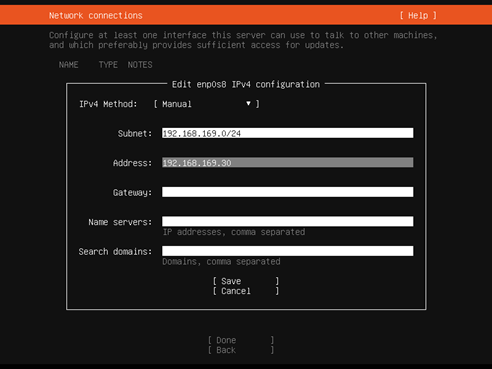 Network connections [ Help ]
Configure at least one interface this server can use to talk to other machines,
and which preferably provides sufficient access for updates.
NAME TYPE NOTES
Edit enp0s8 IPv4 configuration
IPv4 Method: [ Manual ▼ ]
Subnet: 192.168.169.0/24
Address: 192.168.169.30
Gateway:
Name servers:
IP addresses, comma separated
Search domains:
Domains, comma separated
[ Save ]
[ Cancel ]
[ Done ]
[ Back ]